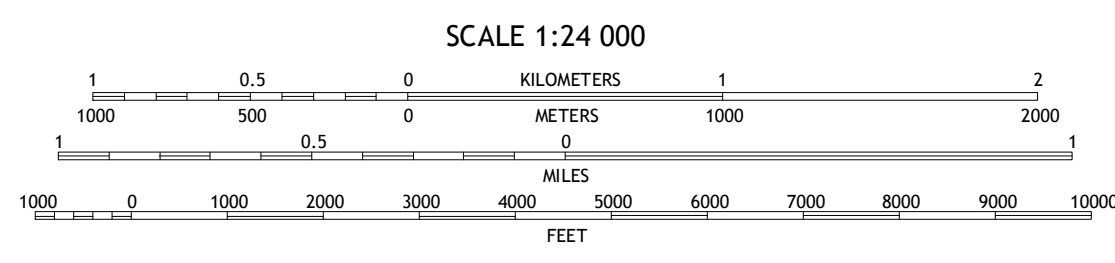 SCALE 1:24 000
1 0.5 0 KILOMETERS 1 2
1000 500 0 METERS 1000 2000
1 0.5 0 1
MILES
1000 0 1000 2000 3000 4000 5000 6000 7000 8000 9000 10000
FEET